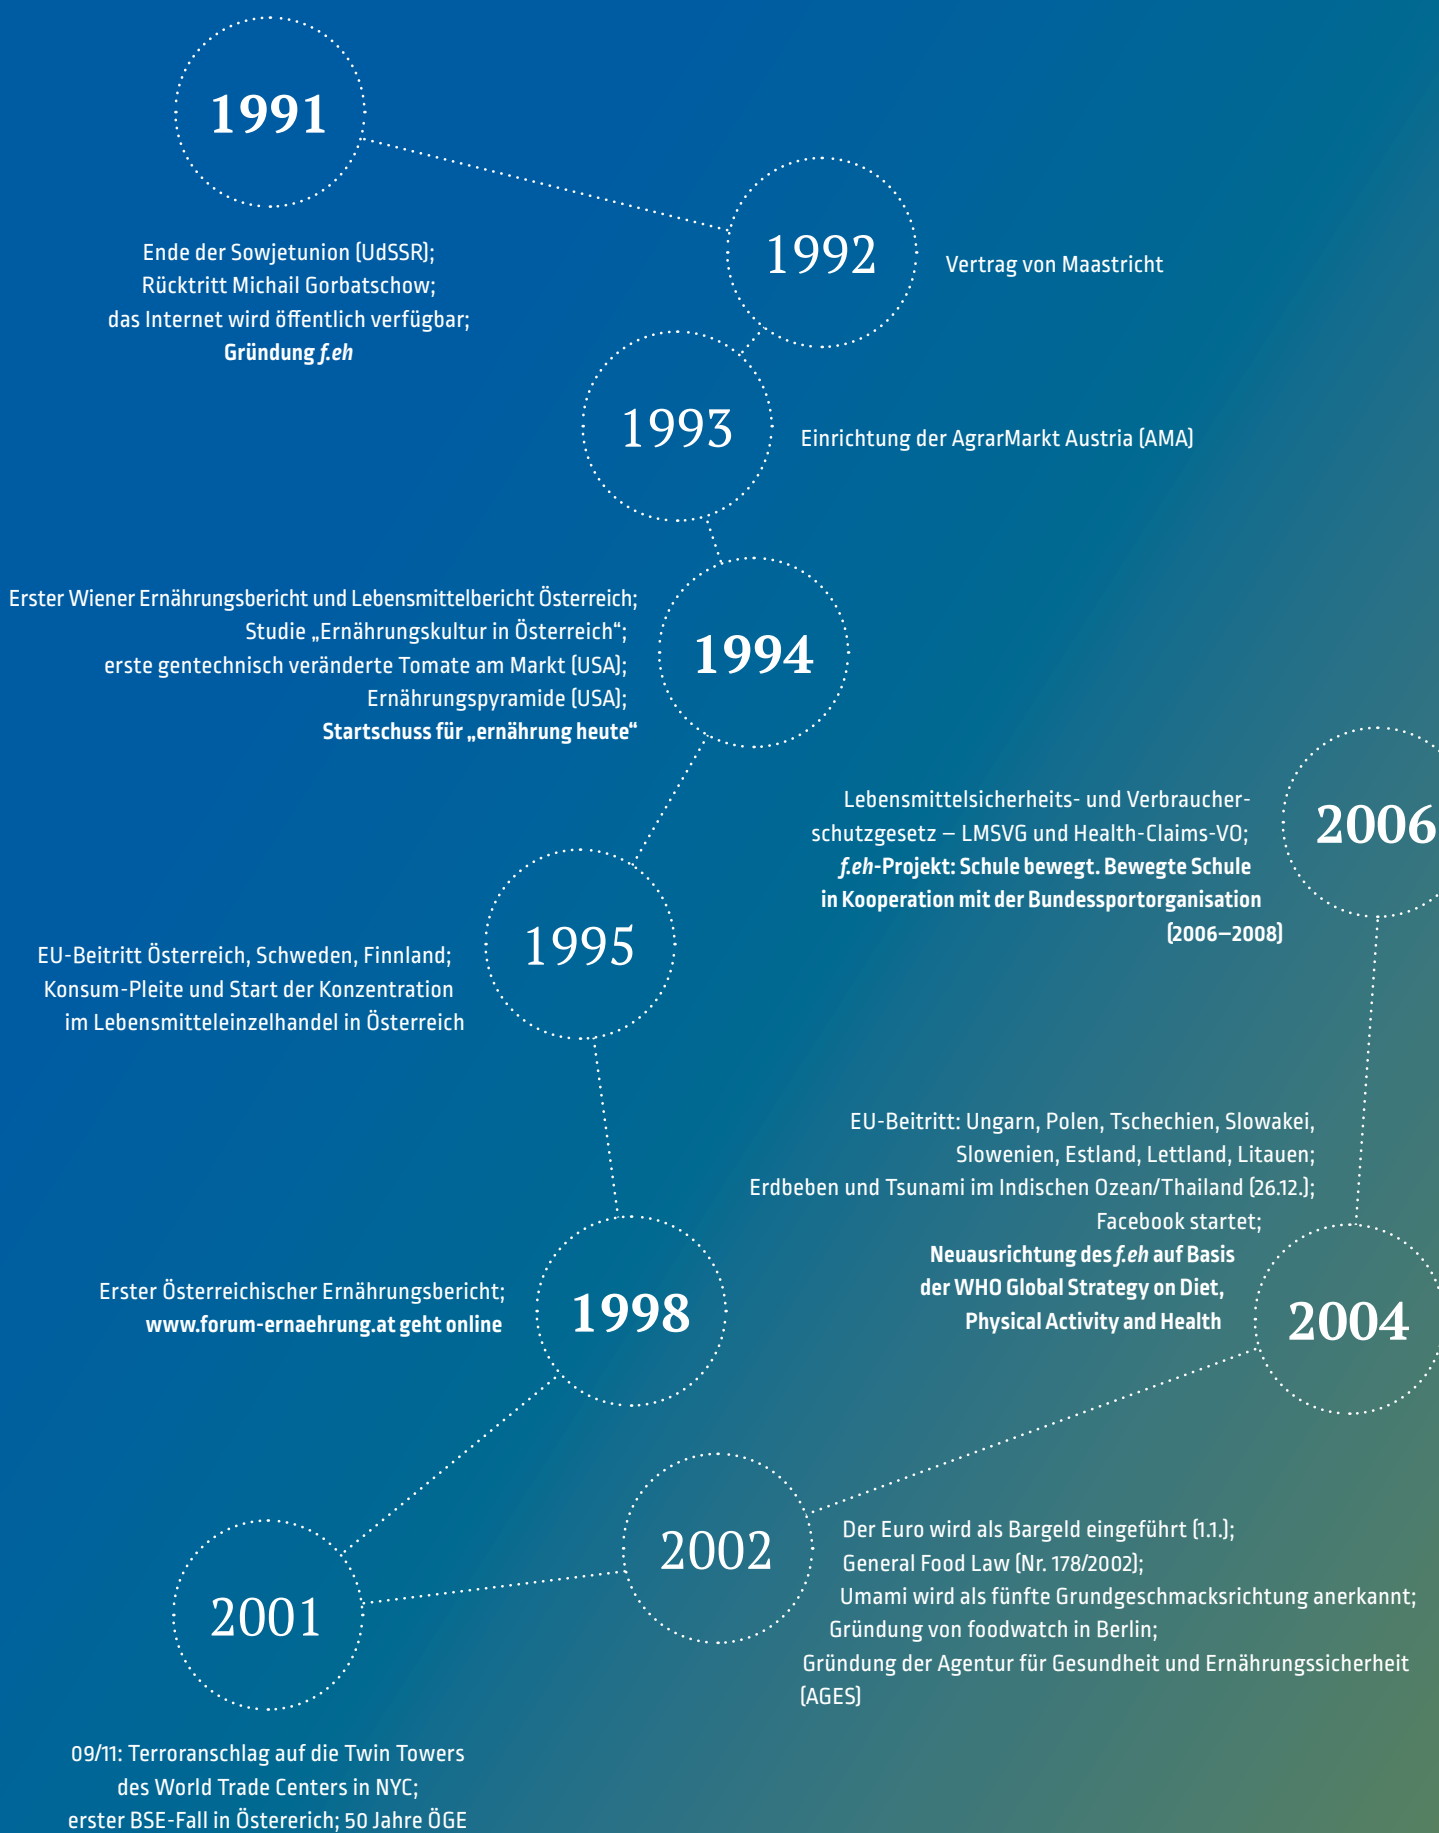 1991
Ende der Sowjetunion (UdSSR);
Rücktritt Michail Gorbatschow;
das Internet wird öffentlich verfügbar;
Gründung f.eh
1992
Vertrag von Maastricht
1993
Einrichtung der AgrarMarkt Austria (AMA)
1994
Erster Wiener Ernährungsbericht und Lebensmittelbericht Österreich;
Studie „Ernährungskultur in Österreich“;
erste gentechnisch veränderte Tomate am Markt (USA);
Ernährungspyramide (USA);
Startschuss für „ernährung heute“
1995
EU-Beitritt Österreich, Schweden, Finnland;
Konsum-Pleite und Start der Konzentration
im Lebensmitteleinzelhandel in Österreich
1998
Erster Österreichischer Ernährungsbericht;
www.forum-ernaehrung.at geht online
2001
09/11: Terroranschlag auf die Twin Towers
des World Trade Centers in NYC;
erster BSE-Fall in Östererich; 50 Jahre ÖGE
2002
Der Euro wird als Bargeld eingeführt (1.1.);
General Food Law (Nr. 178/2002);
Umami wird als fünfte Grundgeschmacksrichtung anerkannt;
Gründung von foodwatch in Berlin;
Gründung der Agentur für Gesundheit und Ernährungssicherheit
(AGES)
2004
EU-Beitritt: Ungarn, Polen, Tschechien, Slowakei,
Slowenien, Estland, Lettland, Litauen;
Erdbeben und Tsunami im Indischen Ozean/Thailand (26.12.);
Facebook startet;
Neuausrichtung des f.eh auf Basis
der WHO Global Strategy on Diet,
Physical Activity and Health
2006
Lebensmittelsicherheits- und Verbraucher-
schutzgesetz – LMSVG und Health-Claims-VO;
f.eh-Projekt: Schule bewegt. Bewegte Schule
in Kooperation mit der Bundessportorganisation
(2006–2008)